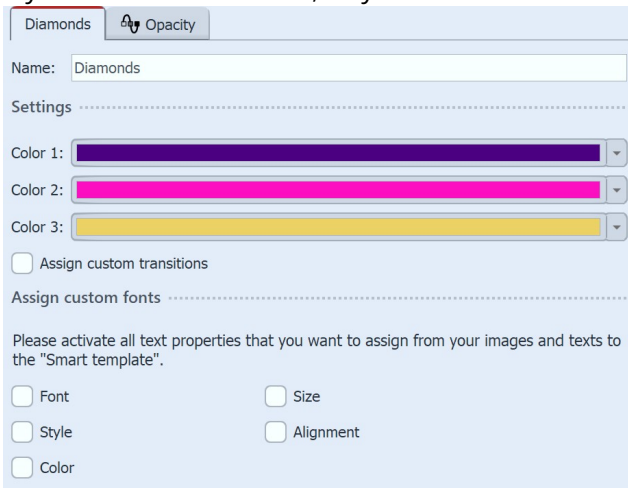 Diamonds Opacity
Name: Diamonds
Settings
Color 1:
Color 2:
Color 3:
Assign custom transitions
Assign custom fonts
Please activate all text properties that you want to assign from your images and texts to
the "Smart template".
Font Size
Style Alignment
Color